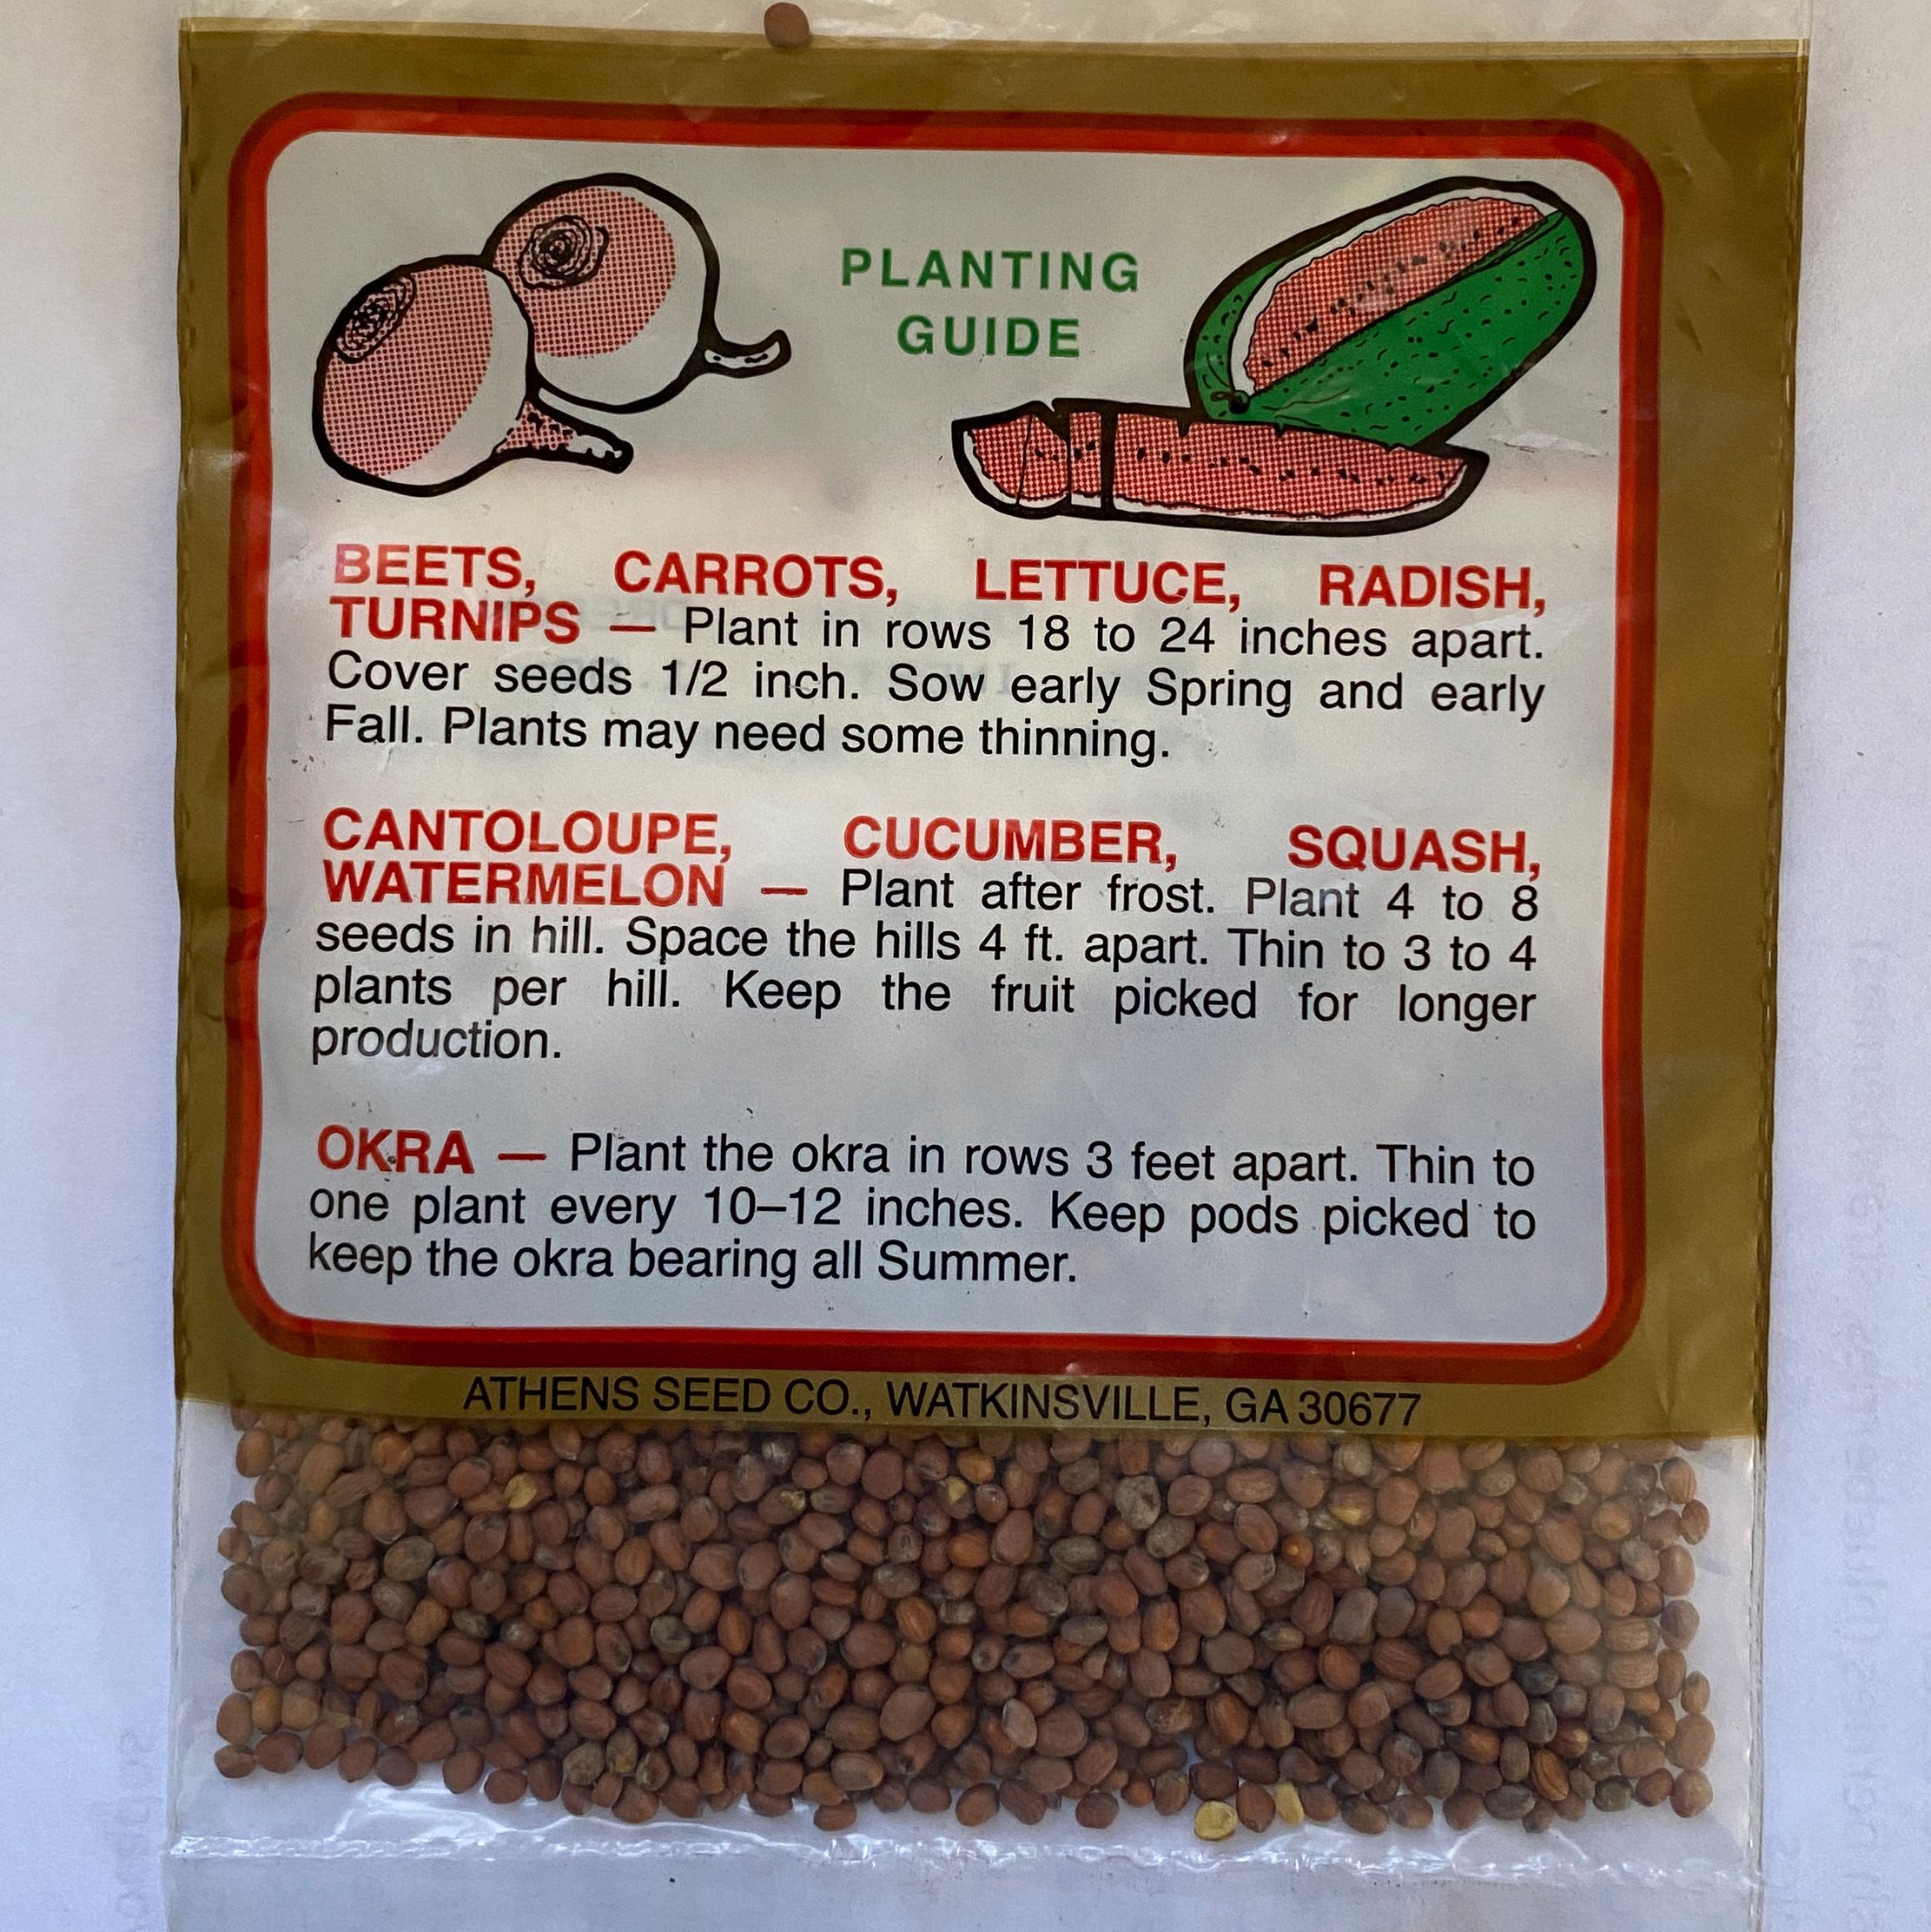 PLANTING
GUIDE
BEETS, CARROTS, LETTUCE, RADISH,
TURNIPS — Plant in rows 18 to 24 inches apart.
Cover seeds 1/2 inch. Sow early Spring and early
Fall. Plants may need some thinning.
CANTOLOUPE, CUCUMBER, SQUASH,
WATERMELON — Plant after frost. Plant 4 to 8
seeds in hill. Space the hills 4 ft. apart. Thin to 3 to 4
plants per hill. Keep the fruit picked for longer
production.
OKRA — Plant the okra in rows 3 feet apart. Thin to
one plant every 10–12 inches. Keep pods picked to
keep the okra bearing all Summer.
ATHENS SEED CO., WATKINSVILLE, GA 30677